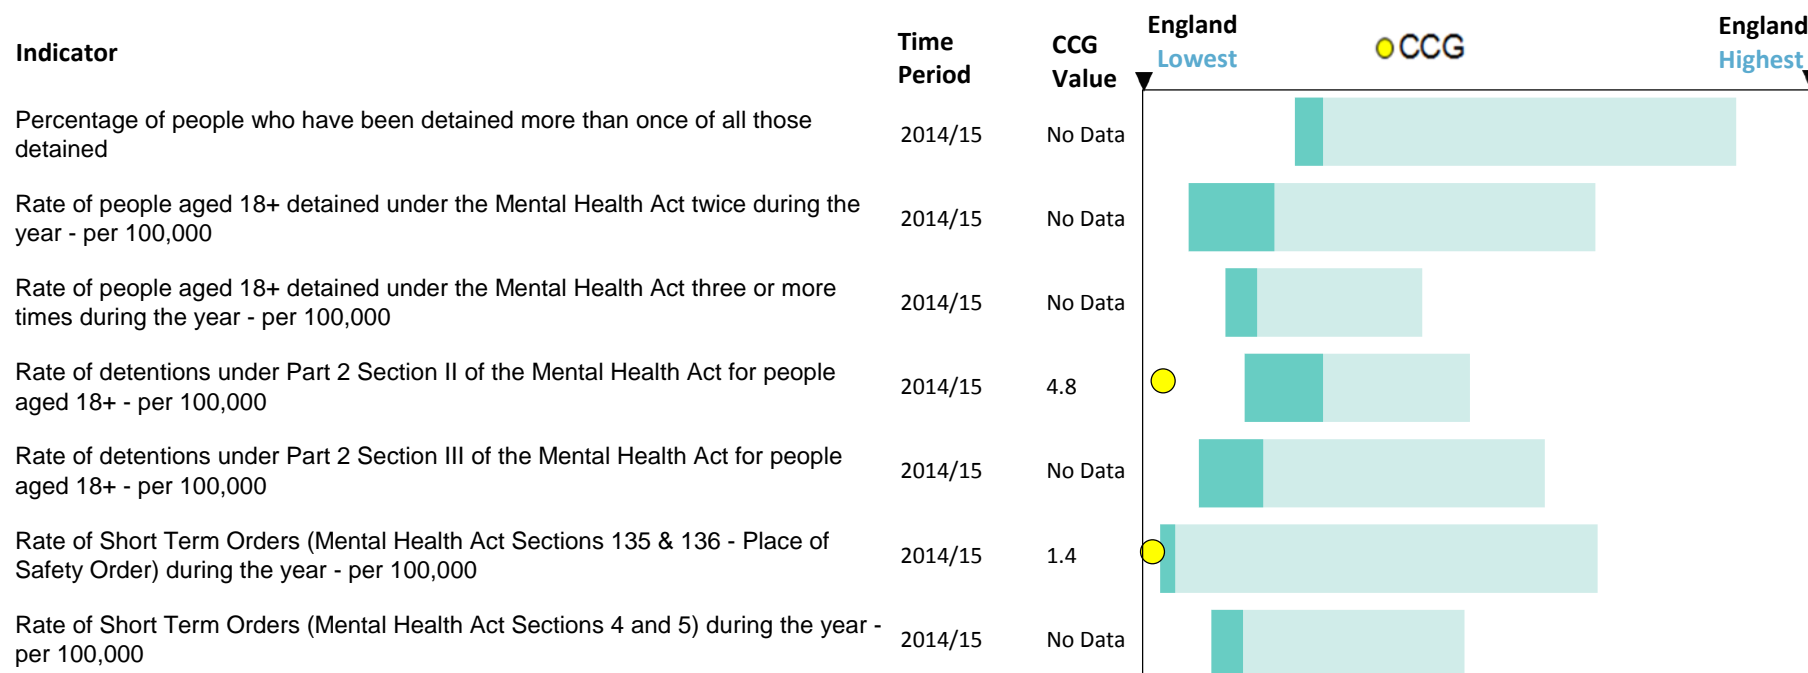 Indicator
Time Period
CCG Value
England Lowest
CCG
England Highest
Percentage of people who have been detained more than once of all those
detained
2014/15
No Data
Rate of people aged 18+ detained under the Mental Health Act twice during the
year - per 100,000
2014/15
No Data
Rate of people aged 18+ detained under the Mental Health Act three or more
times during the year - per 100,000
2014/15
No Data
Rate of detentions under Part 2 Section II of the Mental Health Act for people
aged 18+ - per 100,000
2014/15
4.8
Rate of detentions under Part 2 Section III of the Mental Health Act for people
aged 18+ - per 100,000
2014/15
No Data
Rate of Short Term Orders (Mental Health Act Sections 135 & 136 - Place of
Safety Order) during the year - per 100,000
2014/15
1.4
Rate of Short Term Orders (Mental Health Act Sections 4 and 5) during the year -
per 100,000
2014/15
No Data